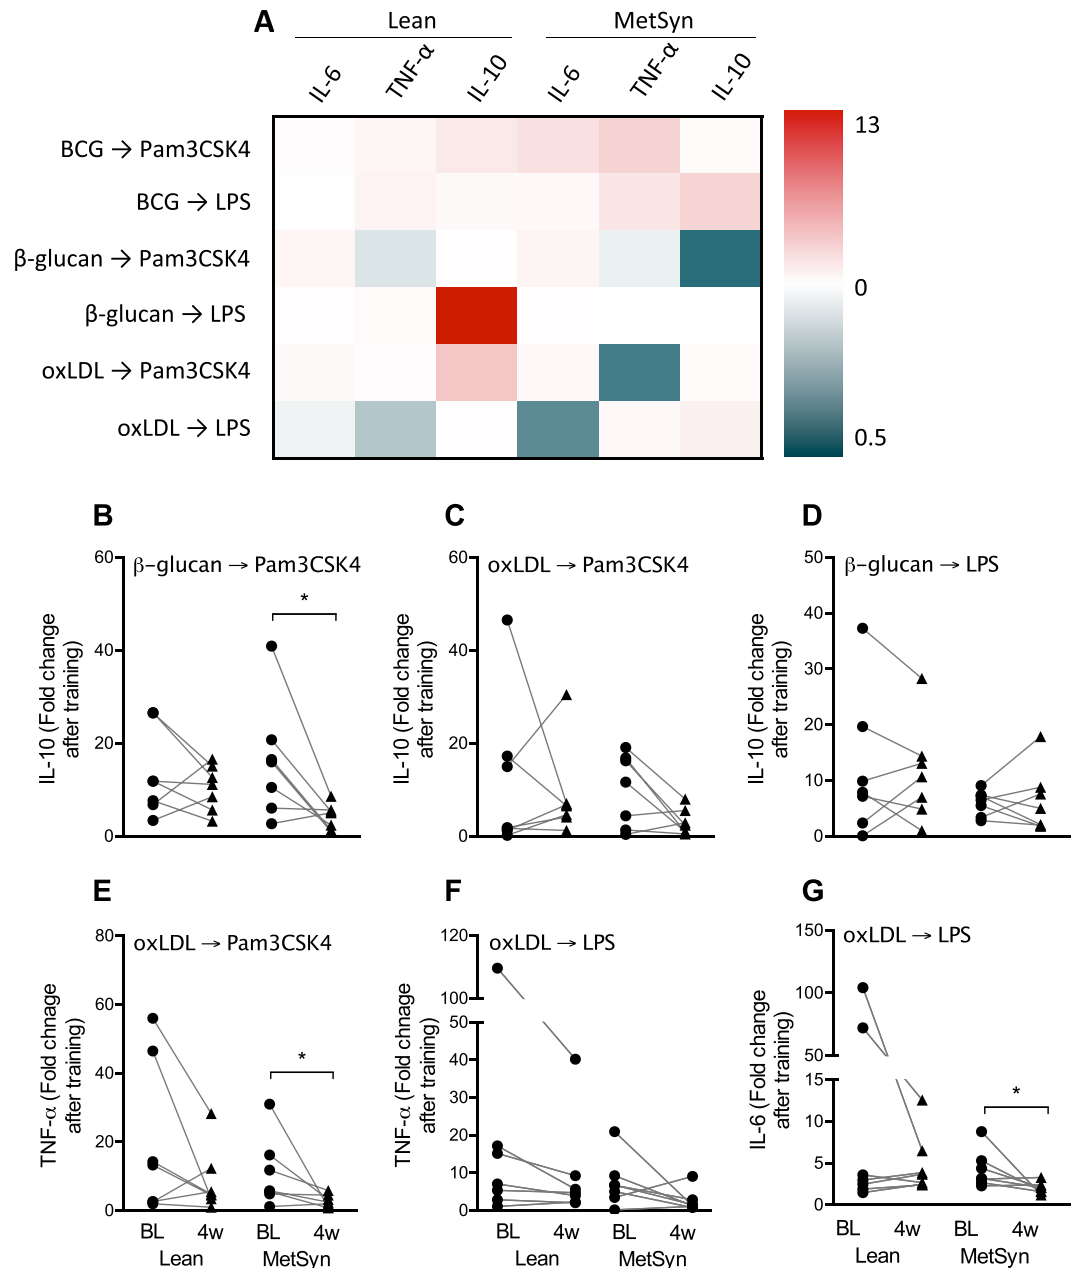 A
Lean MetSyn
IL-6 TNF-α IL-10 IL-6 TNF-α IL-10
BCG → Pam3CSK4
BCG → LPS
β-glucan → Pam3CSK4
β-glucan → LPS
oxLDL → Pam3CSK4
oxLDL → LPS
13
0
0.5
B
β-glucan → Pam3CSK4
IL-10 (Fold change
after training)
60
40
20
0
*
C
oxLDL → Pam3CSK4
IL-10 (Fold change
after training)
60
40
20
0
D
β-glucan → LPS
IL-10 (Fold change
after training)
50
40
30
20
10
0
E
oxLDL → Pam3CSK4
TNF-α (Fold chnage
after training)
80
60
40
20
0
*
BL 4w BL 4w
Lean MetSyn
F
oxLDL → LPS
TNF-α (Fold change
after training)
120
100
50
40
30
20
10
0
BL 4w BL 4w
Lean MetSyn
G
oxLDL → LPS
IL-6 (Fold change
after training)
150
100
50
15
10
5
0
*
BL 4w BL 4w
Lean MetSyn